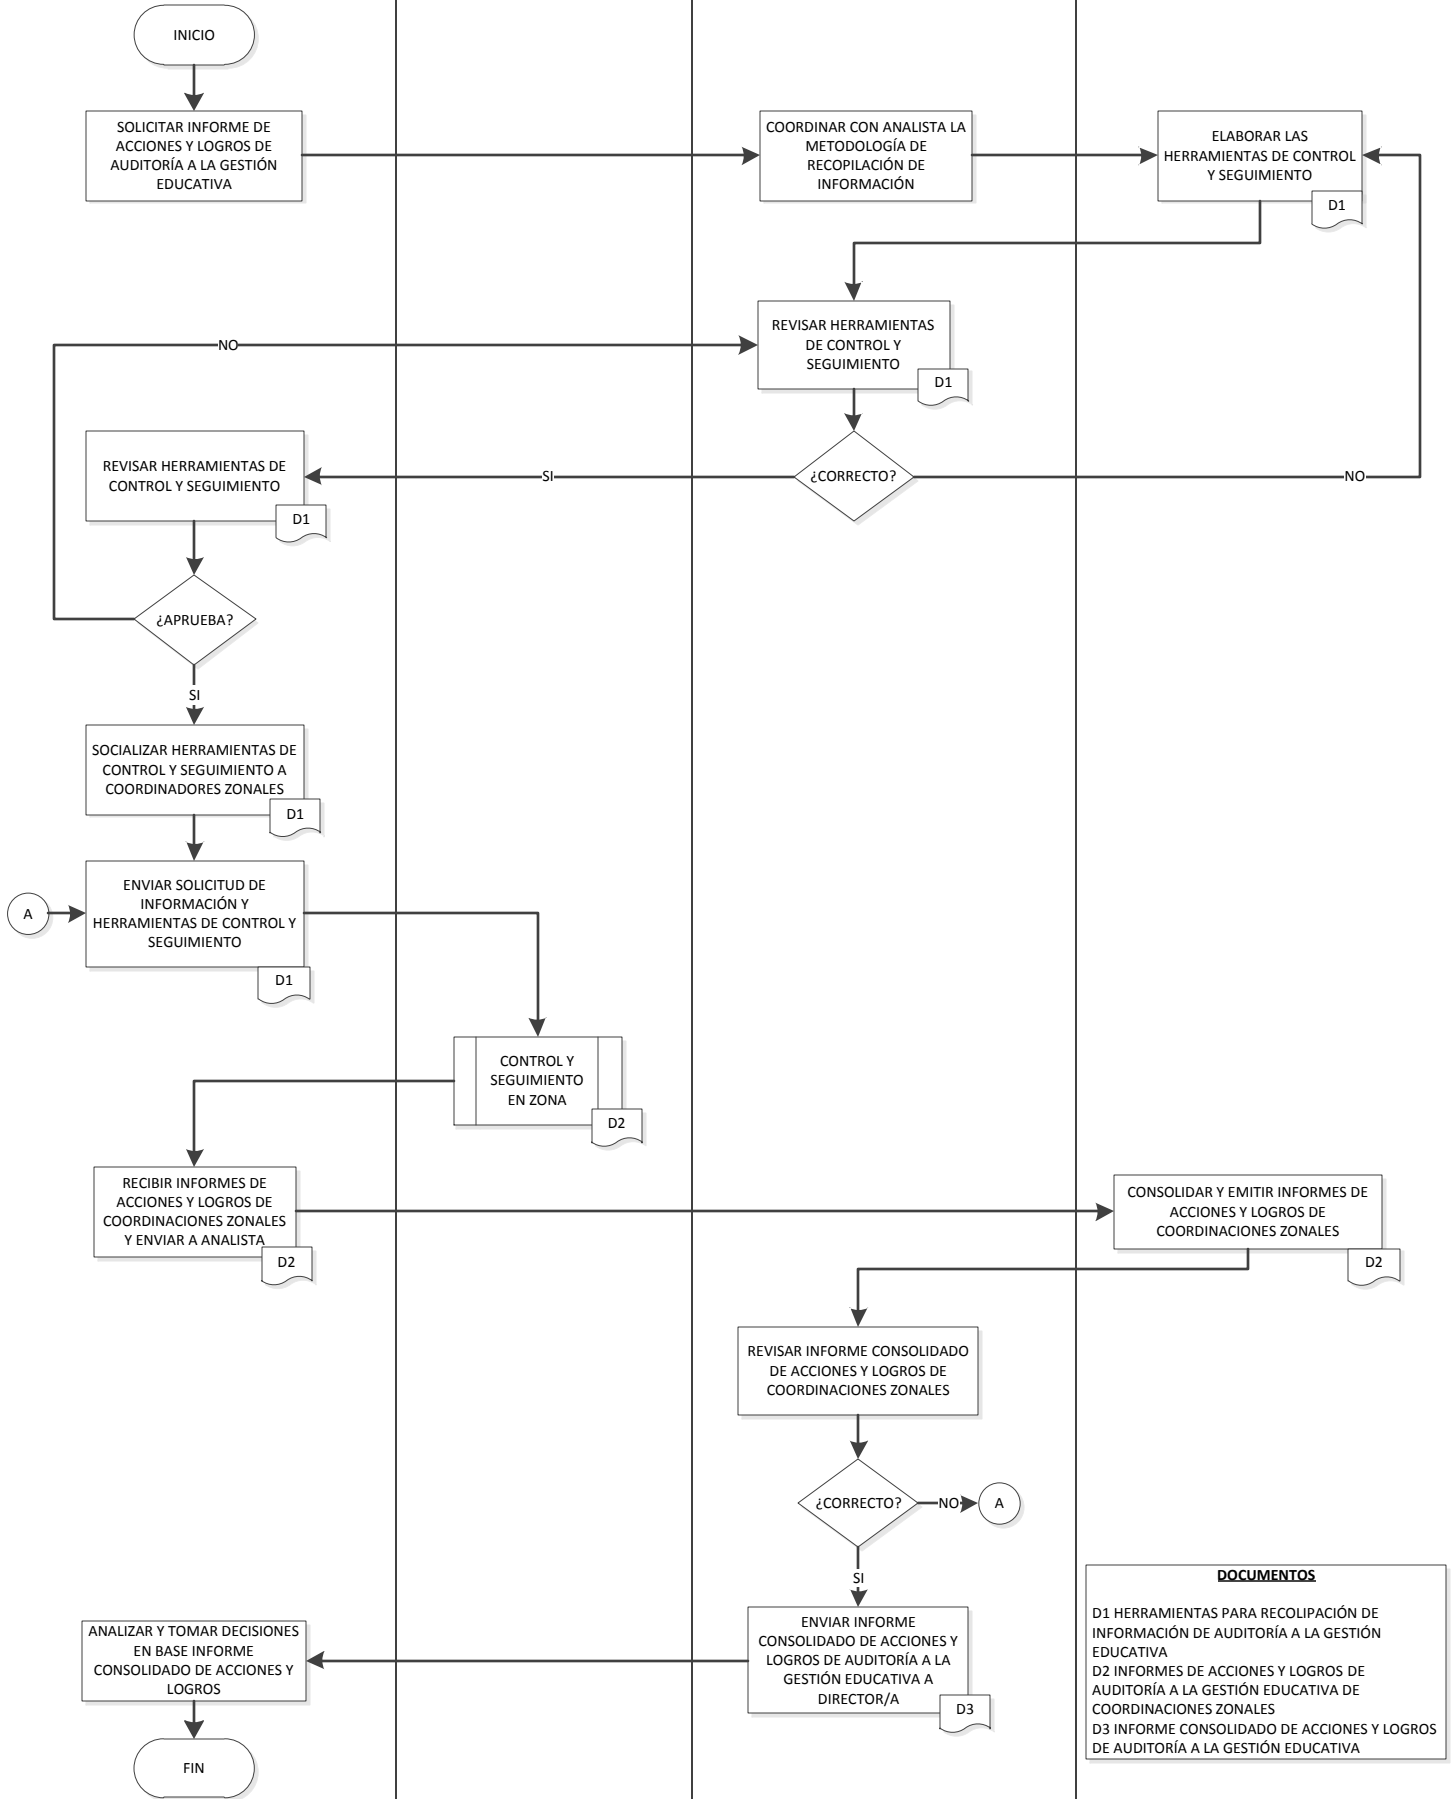 INICIO
SOLICITAR INFORME DE
ACCIONES Y LOGROS DE
AUDITORÍA A LA GESTIÓN
EDUCATIVA
COORDINAR CON ANALISTA LA
METODOLOGÍA DE
RECOPILACIÓN DE
INFORMACIÓN
ELABORAR LAS
HERRAMIENTAS DE CONTROL
Y SEGUIMIENTO
D1
REVISAR HERRAMIENTAS
DE CONTROL Y
SEGUIMIENTO
D1
NO
¿CORRECTO?
SI
NO
REVISAR HERRAMIENTAS DE
CONTROL Y SEGUIMIENTO
D1
¿APRUEBA?
SI
SOCIALIZAR HERRAMIENTAS DE
CONTROL Y SEGUIMIENTO A
COORDINADORES ZONALES
D1
A
ENVIAR SOLICITUD DE
INFORMACIÓN Y
HERRAMIENTAS DE CONTROL Y
SEGUIMIENTO
D1
CONTROL Y
SEGUIMIENTO
EN ZONA
D2
RECIBIR INFORMES DE
ACCIONES Y LOGROS DE
COORDINACIONES ZONALES
Y ENVIAR A ANALISTA
D2
CONSOLIDAR Y EMITIR INFORMES DE
ACCIONES Y LOGROS DE
COORDINACIONES ZONALES
D2
REVISAR INFORME CONSOLIDADO
DE ACCIONES Y LOGROS DE
COORDINACIONES ZONALES
¿CORRECTO?
NO
A
SI
ENVIAR INFORME
CONSOLIDADO DE ACCIONES Y
LOGROS DE AUDITORÍA A LA
GESTIÓN EDUCATIVA A
DIRECTOR/A
D3
ANALIZAR Y TOMAR DECISIONES
EN BASE INFORME
CONSOLIDADO DE ACCIONES Y
LOGROS
FIN
DOCUMENTOS
D1 HERRAMIENTAS PARA RECOLIPACIÓN DE
INFORMACIÓN DE AUDITORÍA A LA GESTIÓN
EDUCATIVA
D2 INFORMES DE ACCIONES Y LOGROS DE
AUDITORÍA A LA GESTIÓN EDUCATIVA DE
COORDINACIONES ZONALES
D3 INFORME CONSOLIDADO DE ACCIONES Y LOGROS
DE AUDITORÍA A LA GESTIÓN EDUCATIVA